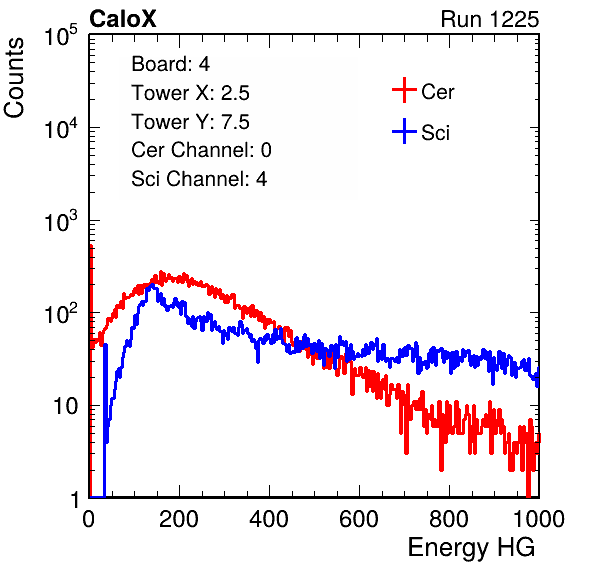 CaloX Run 1225
Counts
10^5
10^4
10^3
10^2
10
1
Board: 4
Tower X: 2.5
Tower Y: 7.5
Cer Channel: 0
Sci Channel: 4
Cer
Sci
0 200 400 600 800 1000
Energy HG